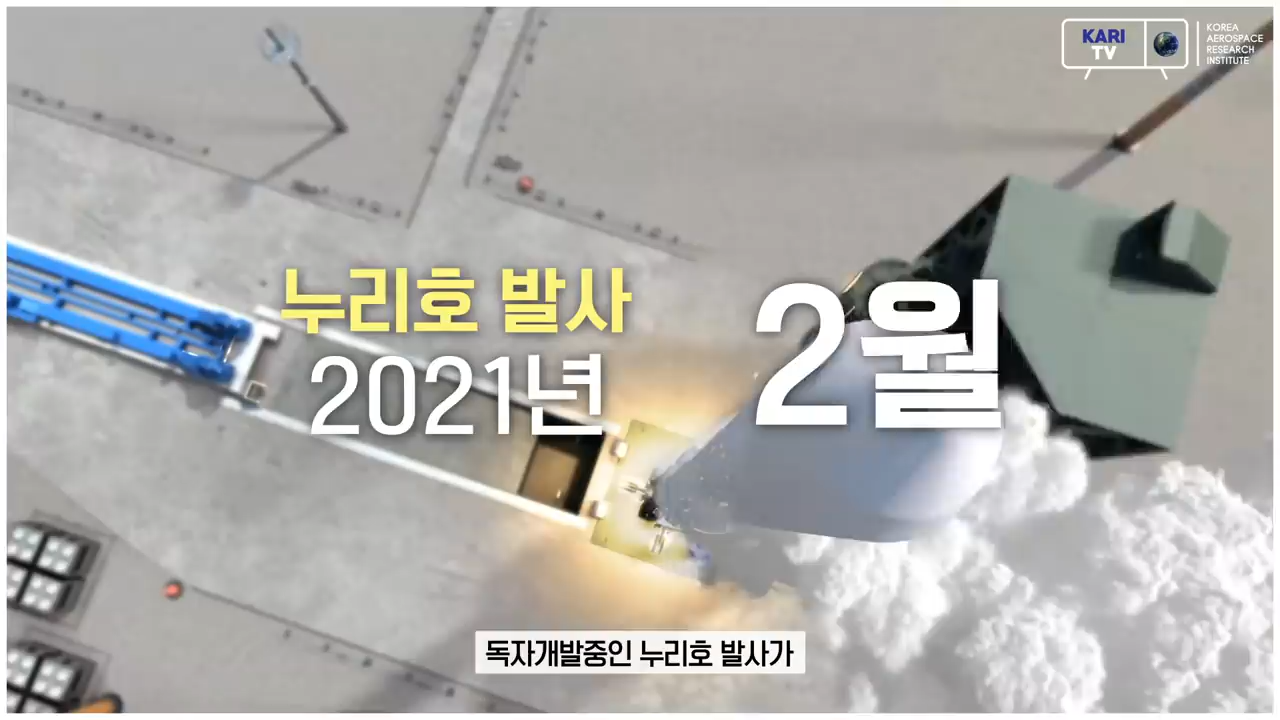 KARI
TV
KOREA
AEROSPACE
RESEARCH
INSTITUTE
누리호 발사
2021년
2월
독자개발중인 누리호 발사가